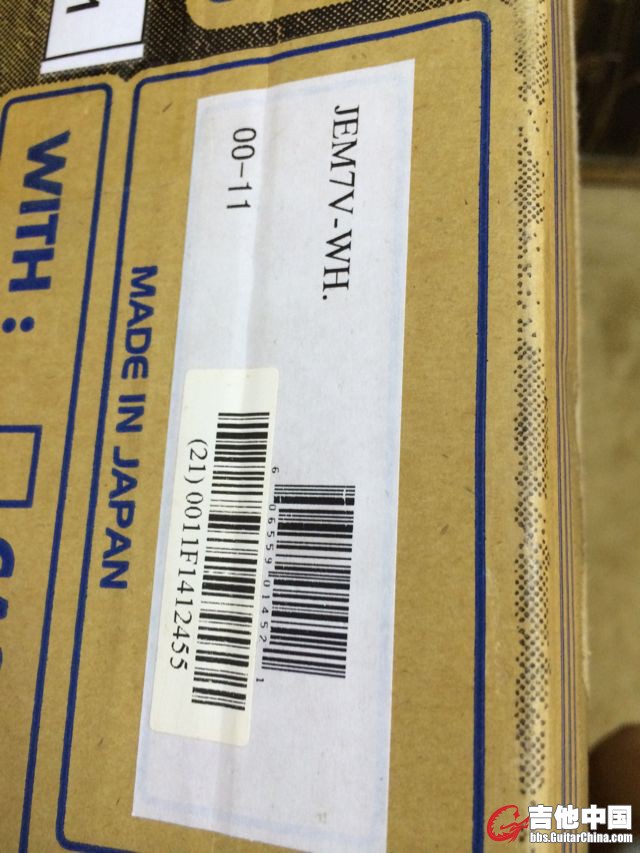 1
WITH:
MADE IN JAPAN
JEM7V-WH.
00-11
6 06559 01452 1
(21)0011F1412455
吉他中国
bbs.GuitarChina.com